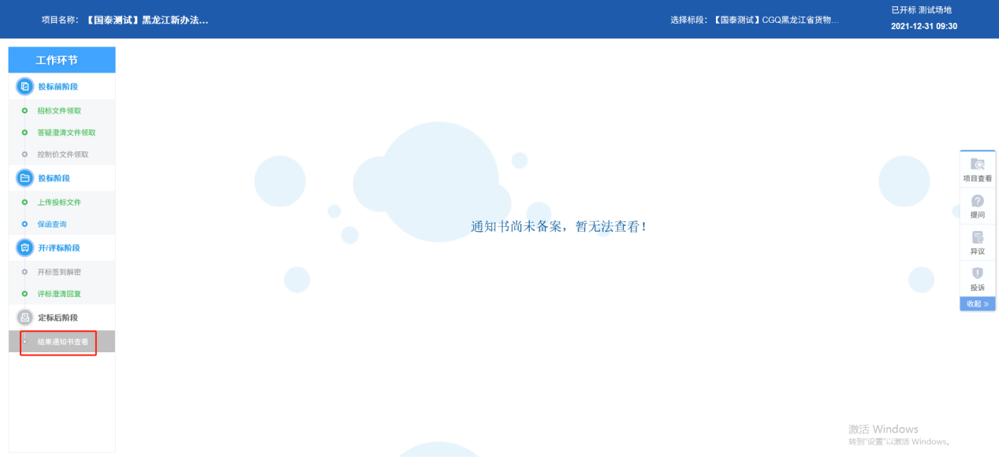 项目名称： 【国泰测试】黑龙江新办法...
选择标段： 【国泰测试】CGQ黑龙江省货物...
已开标 测试场地
2021-12-31 09:30
工作环节
投标前阶段
招标文件领取
答疑澄清文件领取
控制价文件领取
投标阶段
上传投标文件
保函查询
开/评标阶段
开标签到解密
评标澄清回复
定标后阶段
结果通知书查看
通知书尚未备案，暂无法查看！
项目查看
提问
异议
投诉
收起 »
激活 Windows
转到"设置"以激活 Windows。